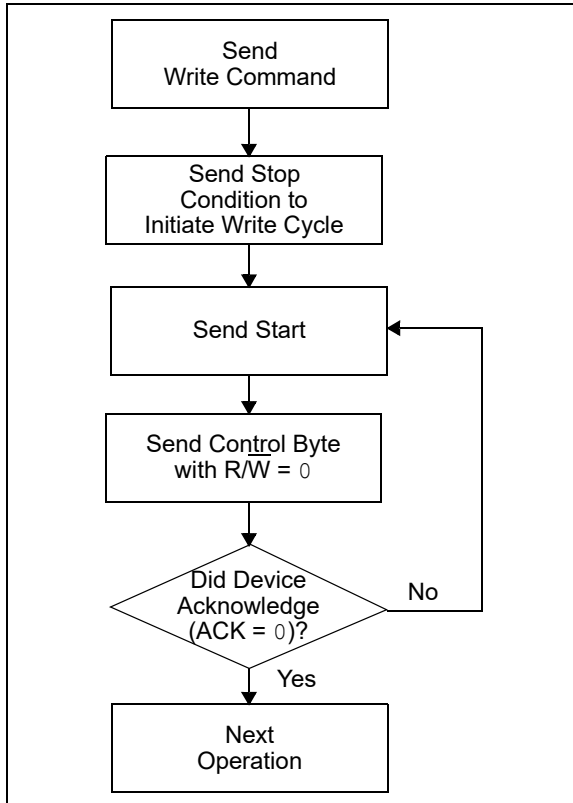 Send
Write Command
Send Stop
Condition to
Initiate Write Cycle
Send Start
Send Control Byte
with R/W̅ = 0
Did Device
Acknowledge
(ACK = 0)?
No
Yes
Next
Operation